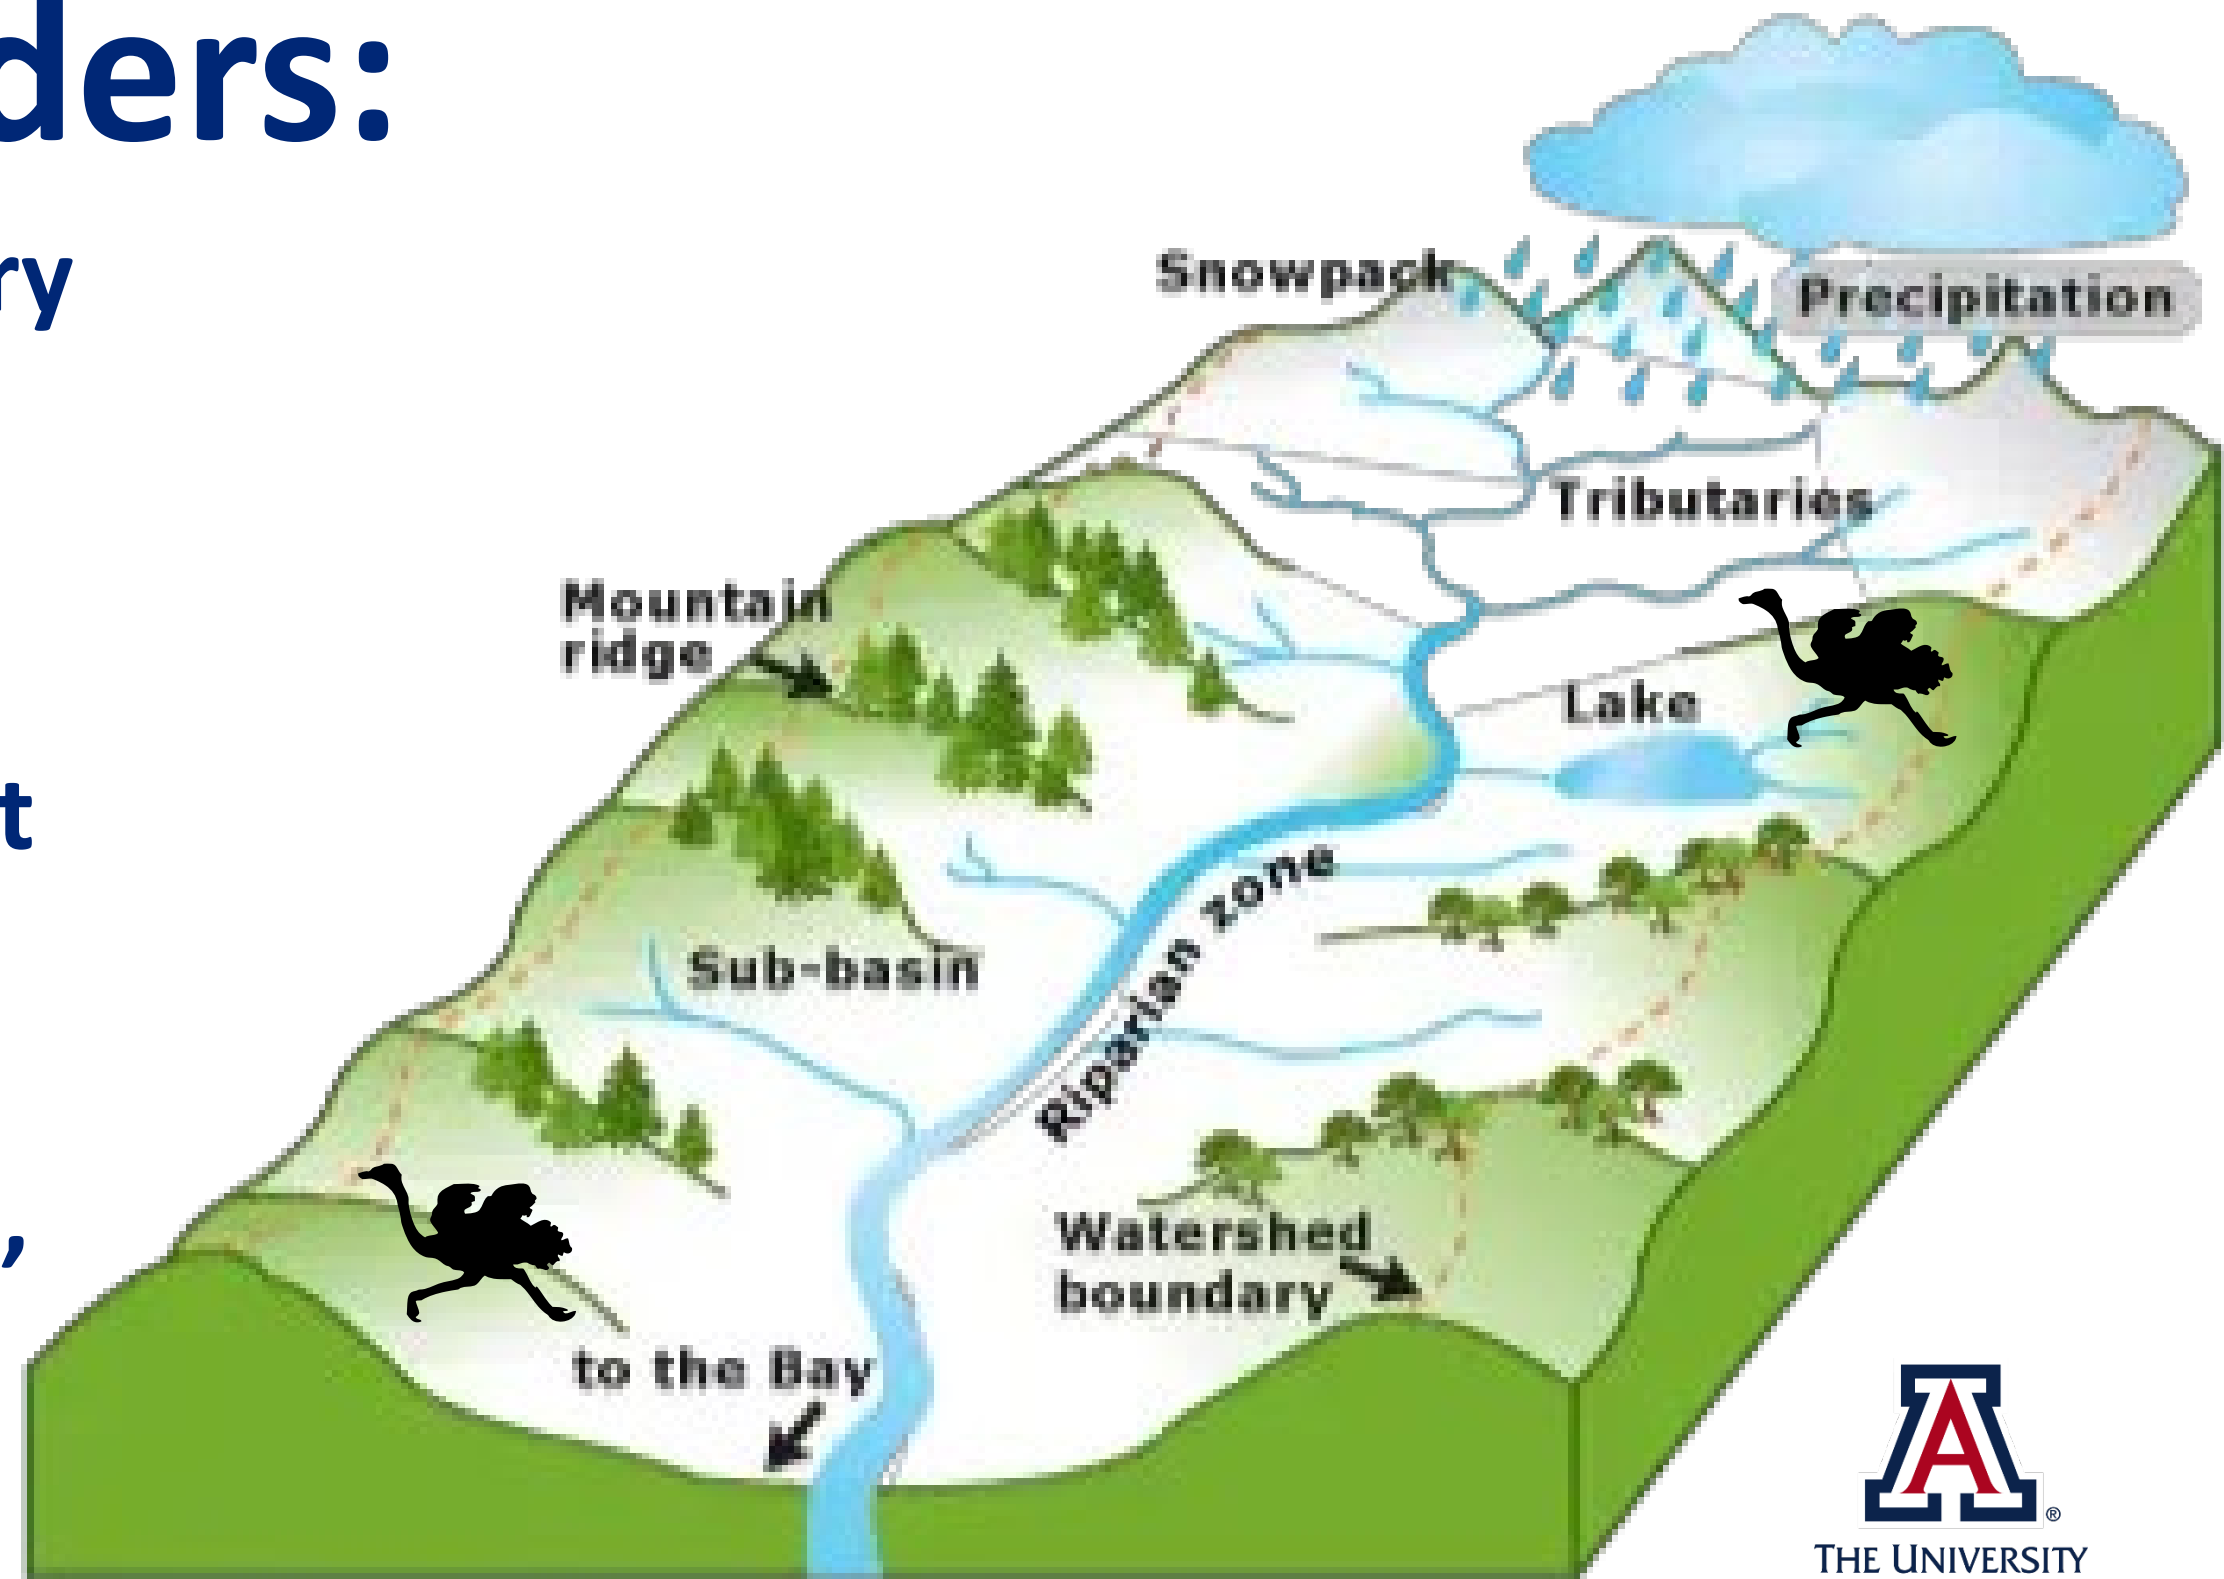 ders:
ry
t
,
Snowpack
Precipitation
Tributaries
Mountain
ridge
Lake
Riparian zone
Sub-basin
Watershed
boundary
to the Bay
A
®
THE UNIVERSITY